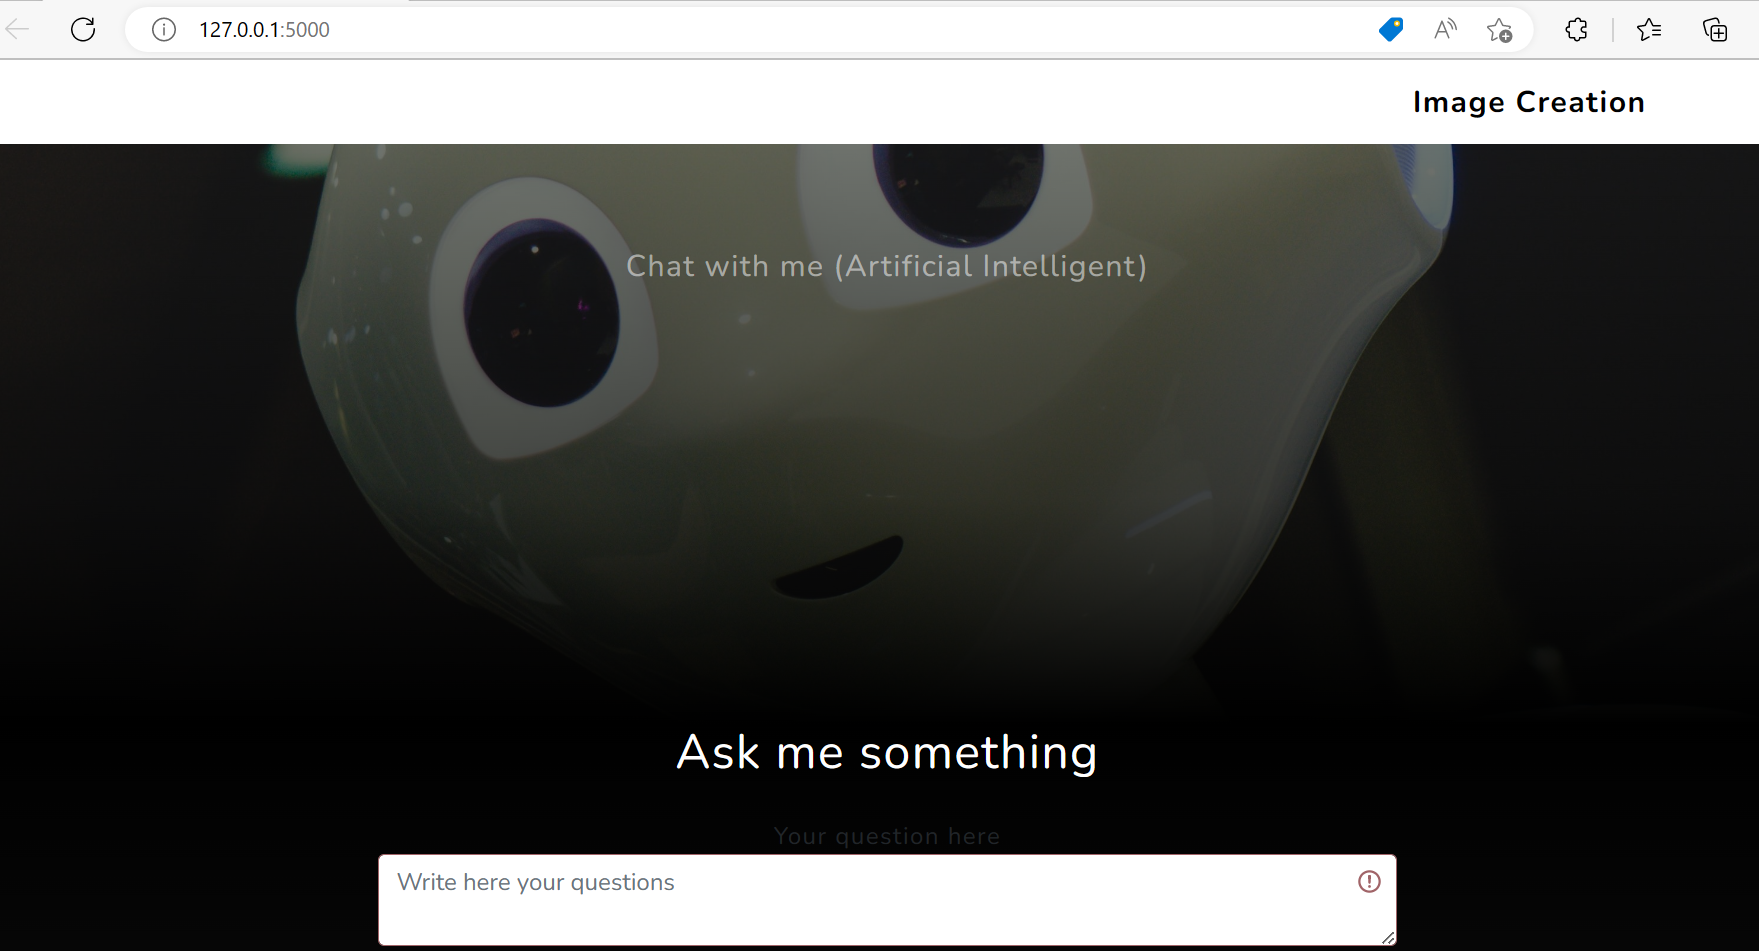 127.0.0.1:5000
Image Creation
Chat with me (Artificial Intelligent)
Ask me something
Your question here
Write here your questions